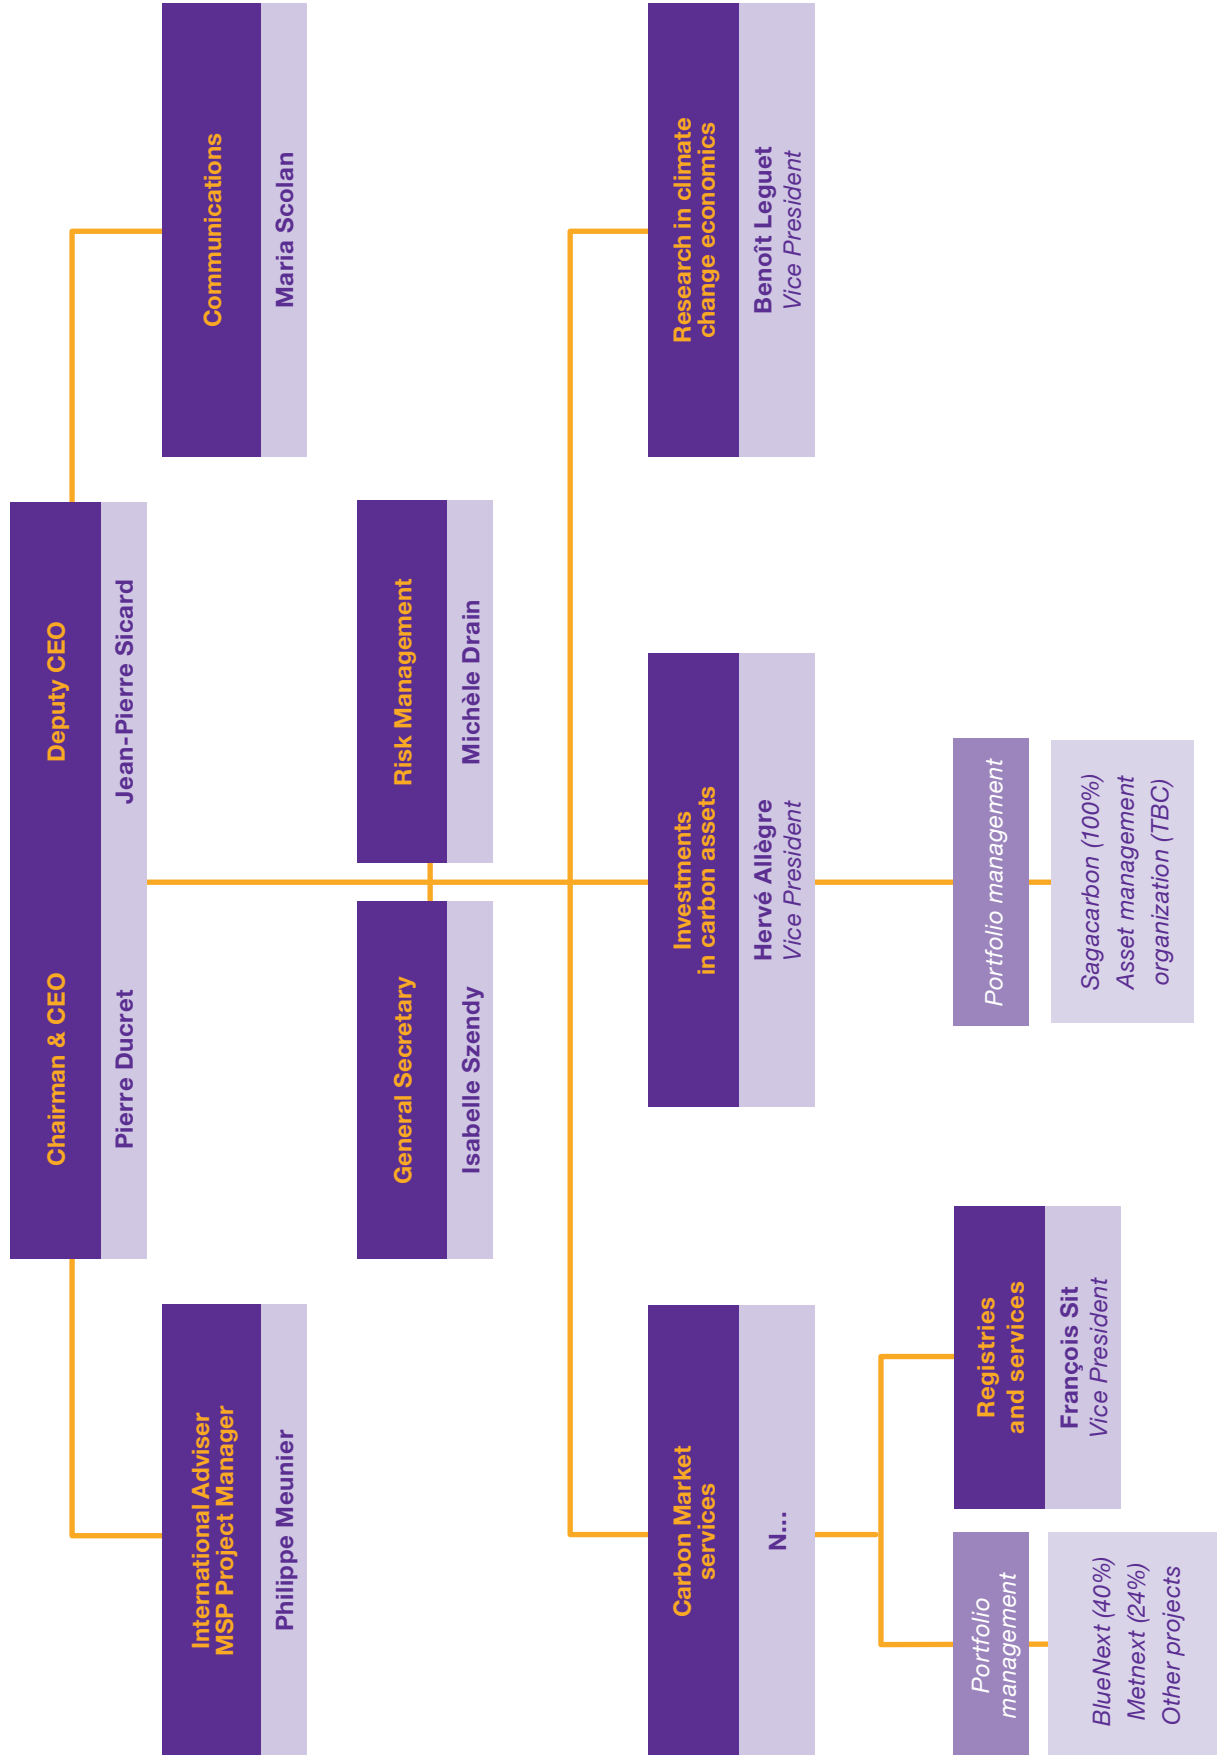 Chairman & CEO
Pierre Ducret
Deputy CEO
Jean-Pierre Sicard
International Adviser
MSP Project Manager
Philippe Meunier
Communications
Maria Scolan
General Secretary
Isabelle Szendy
Risk Management
Michèle Drain
Carbon Market
services
N...
Investments
in carbon assets
Hervé Allègre
Vice President
Research in climate
change economics
Benoît Leguet
Vice President
Portfolio
management
BlueNext (40%)
Metnext (24%)
Other projects
Registries
and services
François Sit
Vice President
Portfolio management
Sagacarbon (100%)
Asset management
organization (TBC)